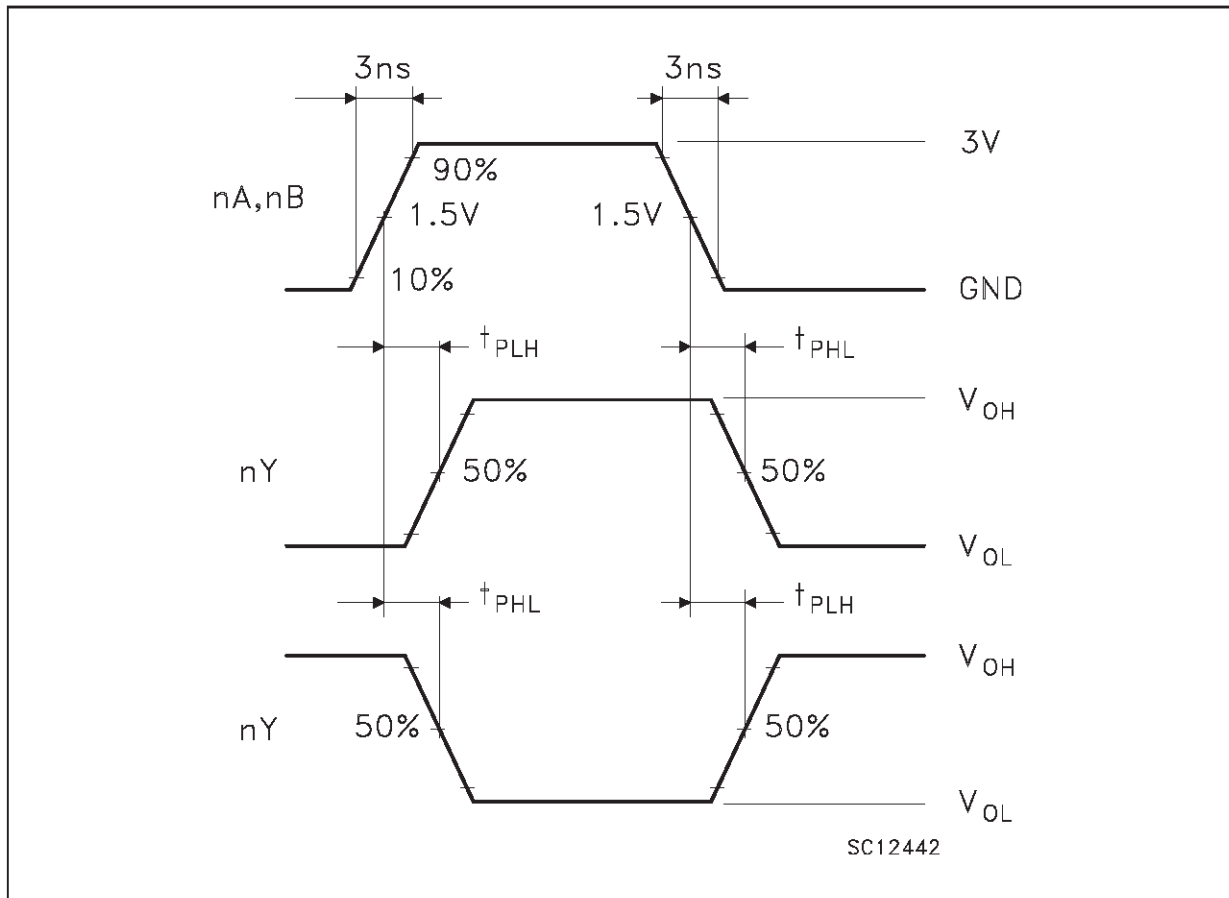 3ns 3ns
3V
90%
nA,nB 1.5V 1.5V
10%
GND
tPLH tPHL
VOH
nY 50% 50%
VOL
tPHL tPLH
VOH
nY 50% 50%
VOL
SC12442